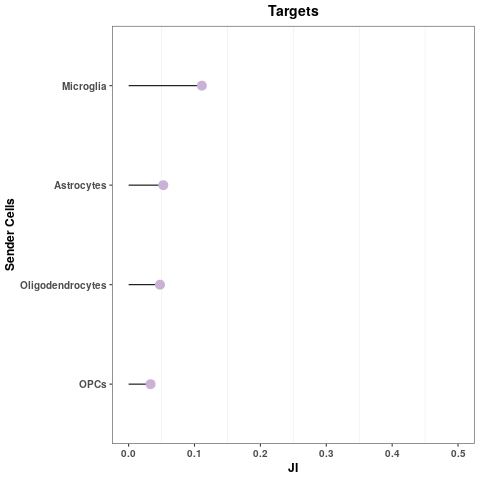 Targets
Sender Cells
Microglia
Astrocytes
Oligodendrocytes
OPCs
0.0 0.1 0.2 0.3 0.4 0.5
JI